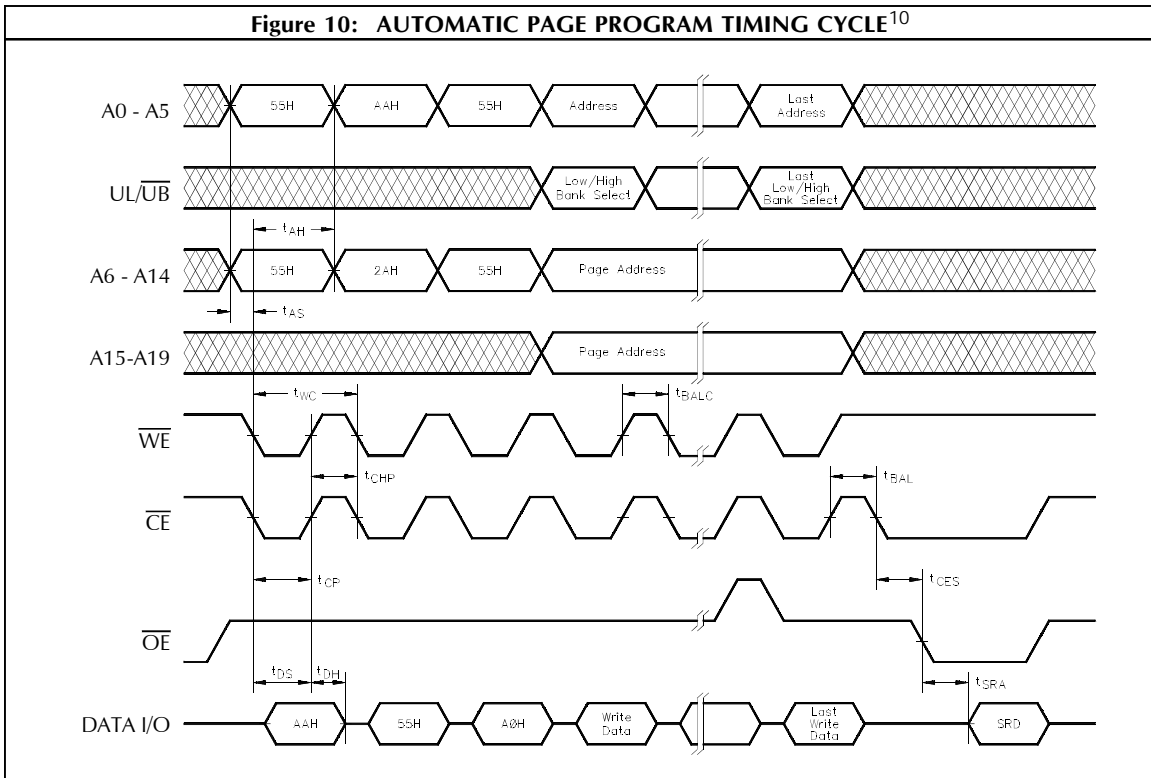 Figure 10: AUTOMATIC PAGE PROGRAM TIMING CYCLE10
A0 - A5
55H
AAH
55H
Address
Last
Address
UL/UB
Low/High
Bank Select
Last
Low/High
Bank Select
tAH
A6 - A14
55H
2AH
55H
Page Address
tAS
A15-A19
Page Address
tWC
tBALC
WE
tCHP
tBAL
CE
tCP
tCES
OE
tDS
tDH
tSRA
DATA I/O
AAH
55H
A0H
Write
Data
Last
Write
Data
SRD